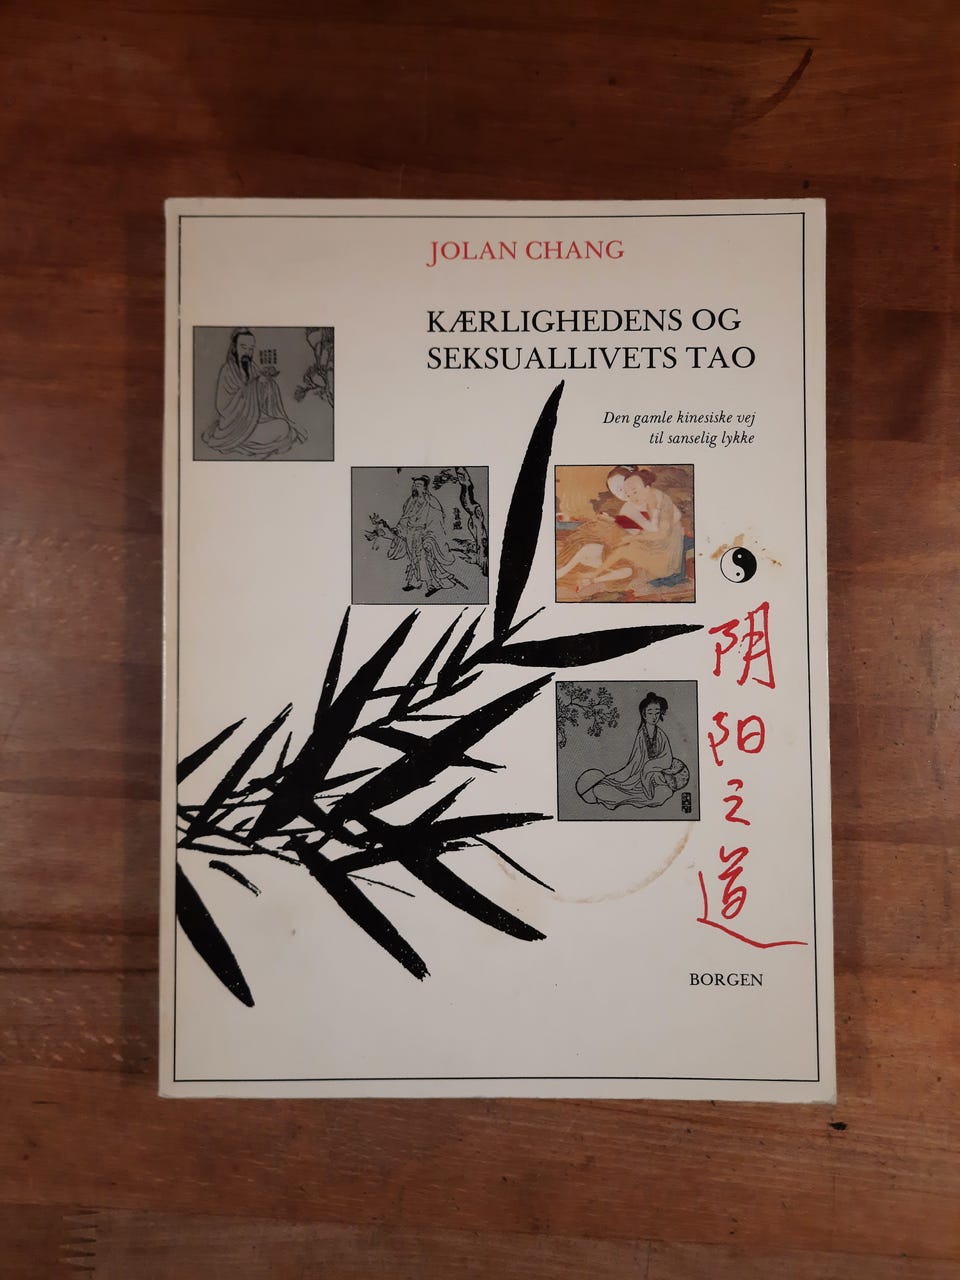 JOLAN CHANG
KÆRLIGHEDENS OG
SEKSUALLIVETS TAO
Den gamle kinesiske vej
til sanselig lykke
阴阳之道
BORGEN